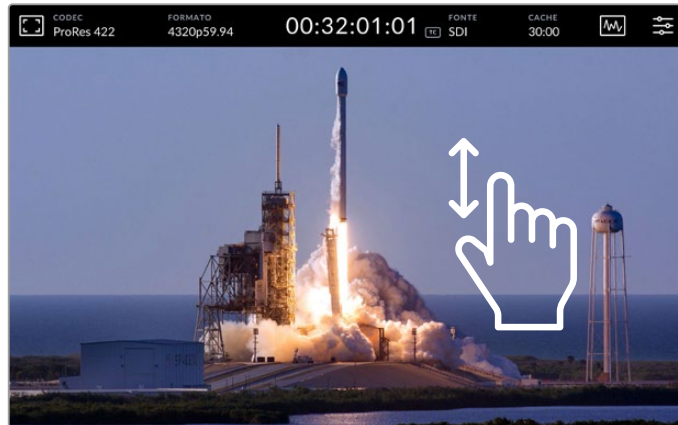 CODEC
ProRes 422
FORMATO
4320p59.94
00:32:01:01
TC
FONTE
SDI
CACHE
30:00